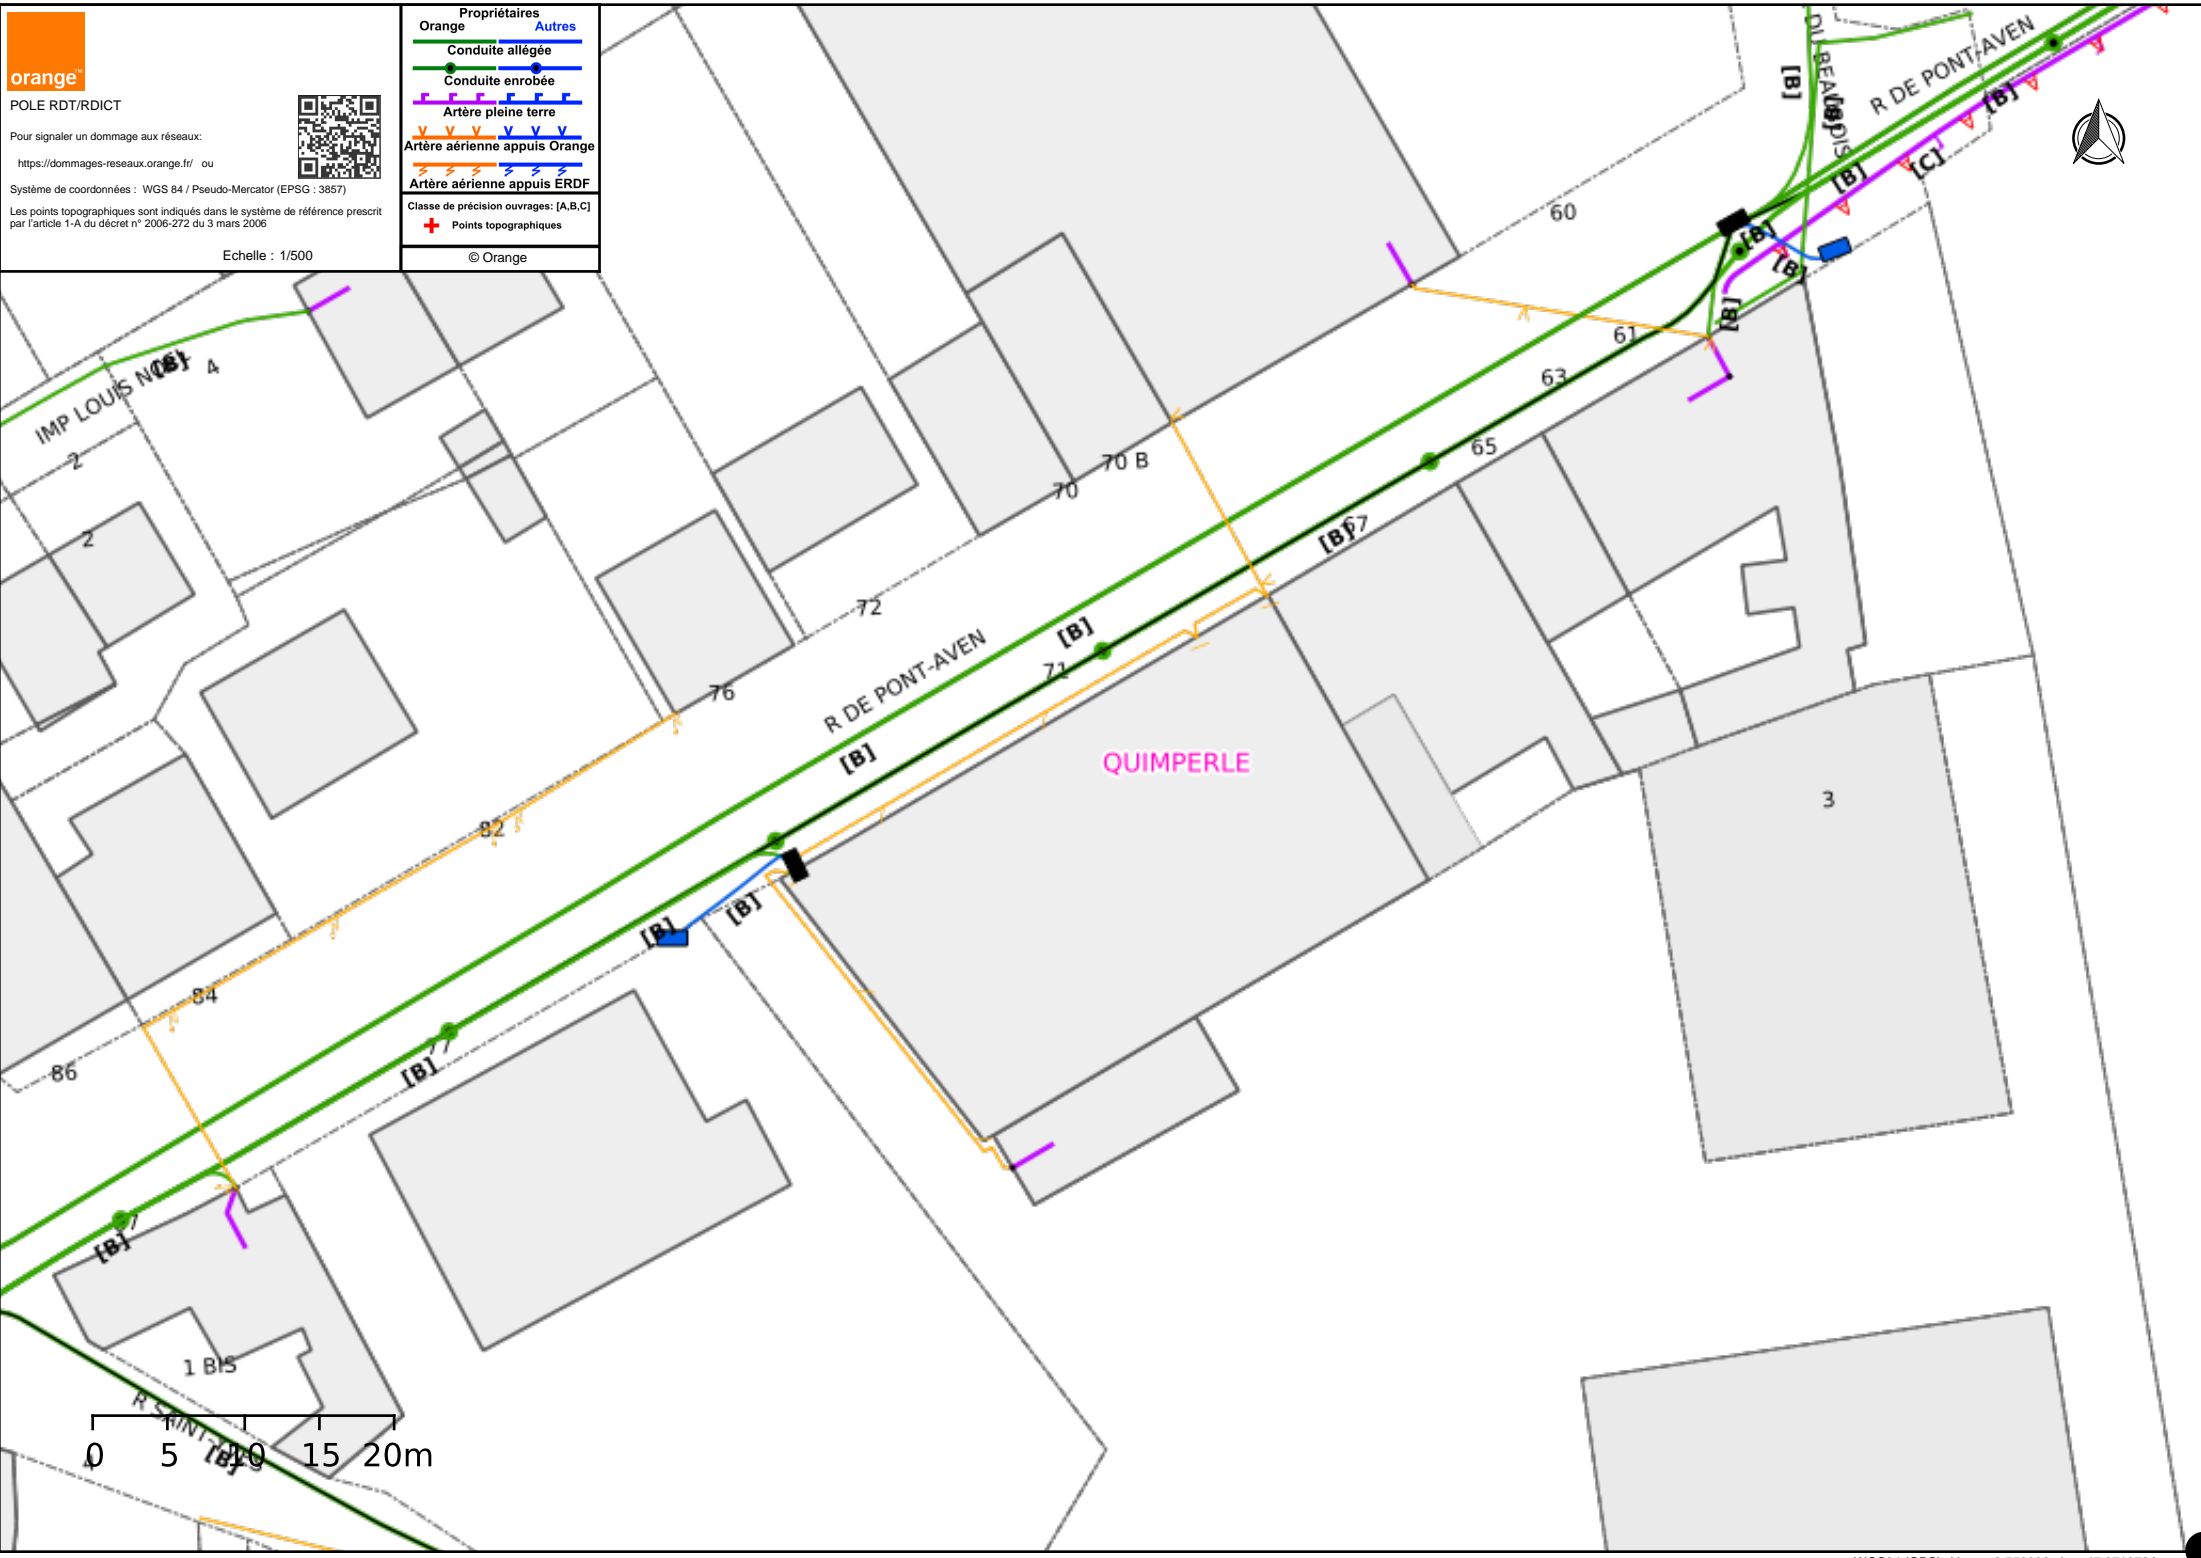 orange™
POLE RDT/RDICT
Pour signaler un dommage aux réseaux:
https://dommages-reseaux.orange.fr/ ou
Système de coordonnées : WGS 84 / Pseudo-Mercator (EPSG : 3857)
Les points topographiques sont indiqués dans le système de référence prescrit
par l'article 1-A du décret n° 2006-272 du 3 mars 2006
Echelle : 1/500
Propriétaires
Orange Autres
Conduite allégée
Conduite enrobée
Artère pleine terre
Artère aérienne appuis Orange
Artère aérienne appuis ERDF
Classe de précision ouvrages: [A,B,C]
Points topographiques
© Orange
R DE PONT-AVEN
[B]
[B]
[B]
[B]
[C]
60
[B]
[B]
[B]
61
63
65
67
[B]
70 B
70
IMP LOUIS
4
2
2
72
[B]
71
R DE PONT-AVEN
76
[B]
QUIMPERLE
3
82
[B]
[B]
84
86
77
[B]
[B]
1 BIS
R SAINT-
[B]
0 5 10 15 20m